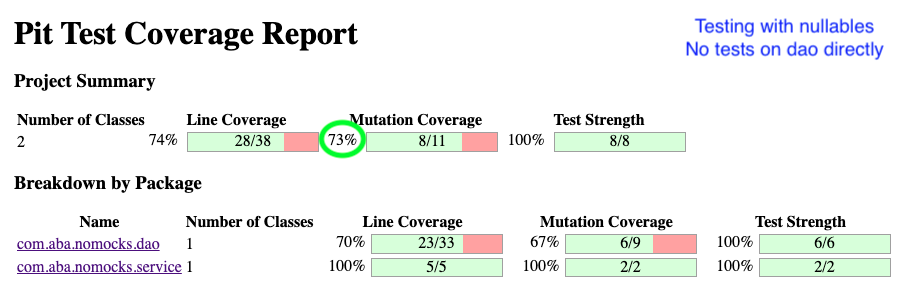 Pit Test Coverage Report
Testing with nullables
No tests on dao directly
Project Summary
Number of Classes Line Coverage Mutation Coverage Test Strength
2 74% 28/38 73% 8/11 100% 8/8
Breakdown by Package
Name Number of Classes Line Coverage Mutation Coverage Test Strength
com.aba.nomocks.dao 1 70% 23/33 67% 6/9 100% 6/6
com.aba.nomocks.service 1 100% 5/5 100% 2/2 100% 2/2